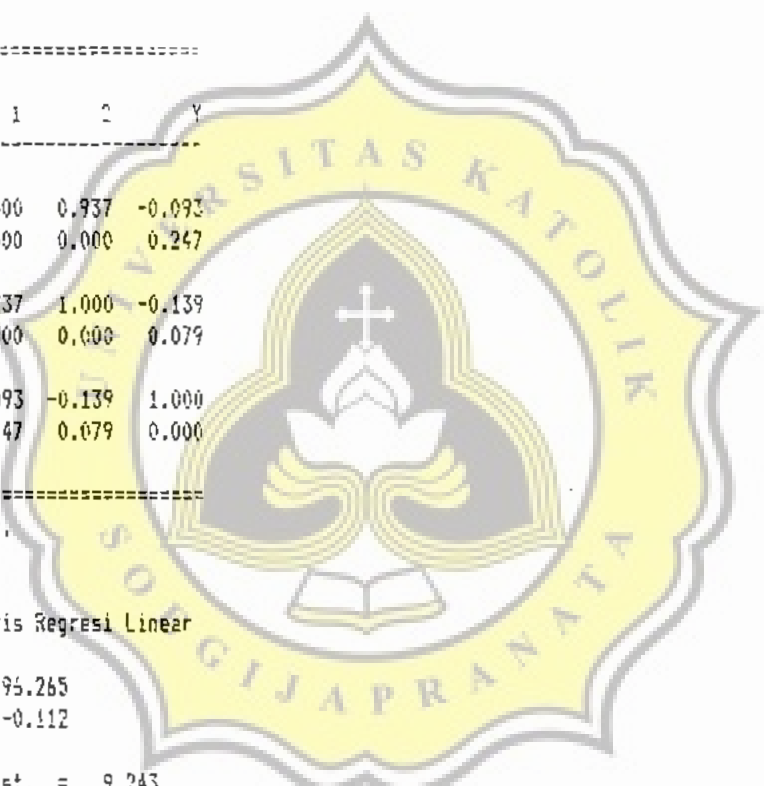 1 2 Y
00 0.937 -0.093
00 0.000 0.247
37 1.000 -0.139
00 0.000 0.079
93 -0.139 1.000
47 0.079 0.000
is Regresi Linear
96.265
-0.112
= 9.243
UNIVERSITAS KATOLIK
SOEGIJAPRANATA